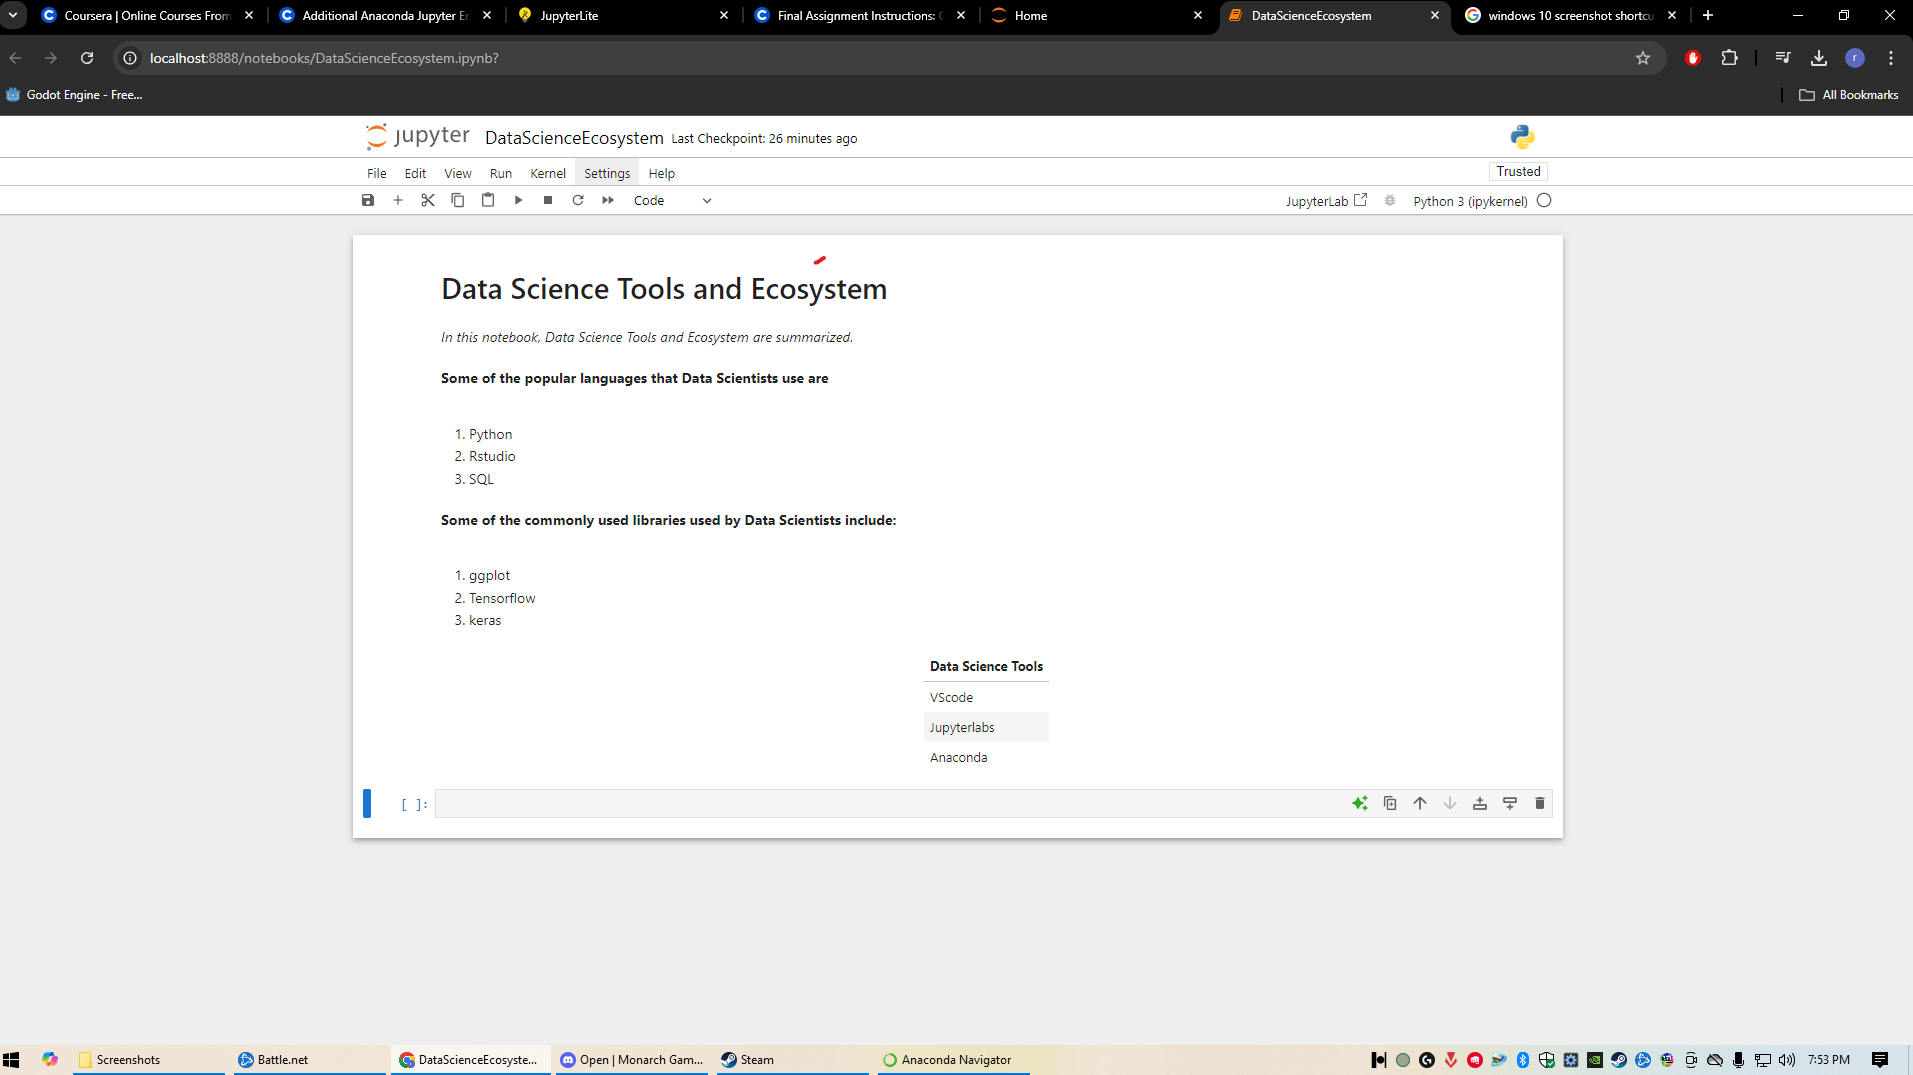 Coursera | Online Courses From
Additional Anaconda Jupyter En
JupyterLite
Final Assignment Instructions: C
Home
DataScienceEcosystem
windows 10 screenshot shortcu
localhost:8888/notebooks/DataScienceEcosystem.ipynb?
r
Godot Engine - Free...
All Bookmarks
jupyter DataScienceEcosystem Last Checkpoint: 26 minutes ago
File Edit View Run Kernel Settings Help
Trusted
Code
JupyterLab
Python 3 (ipykernel)
Data Science Tools and Ecosystem
In this notebook, Data Science Tools and Ecosystem are summarized.
Some of the popular languages that Data Scientists use are
1. Python
2. Rstudio
3. SQL
Some of the commonly used libraries used by Data Scientists include:
1. ggplot
2. Tensorflow
3. keras
Data Science Tools
VScode
Jupyterlabs
Anaconda
[ ]:
Screenshots
Battle.net
DataScienceEcosyste...
Open | Monarch Gam...
Steam
Anaconda Navigator
7:53 PM